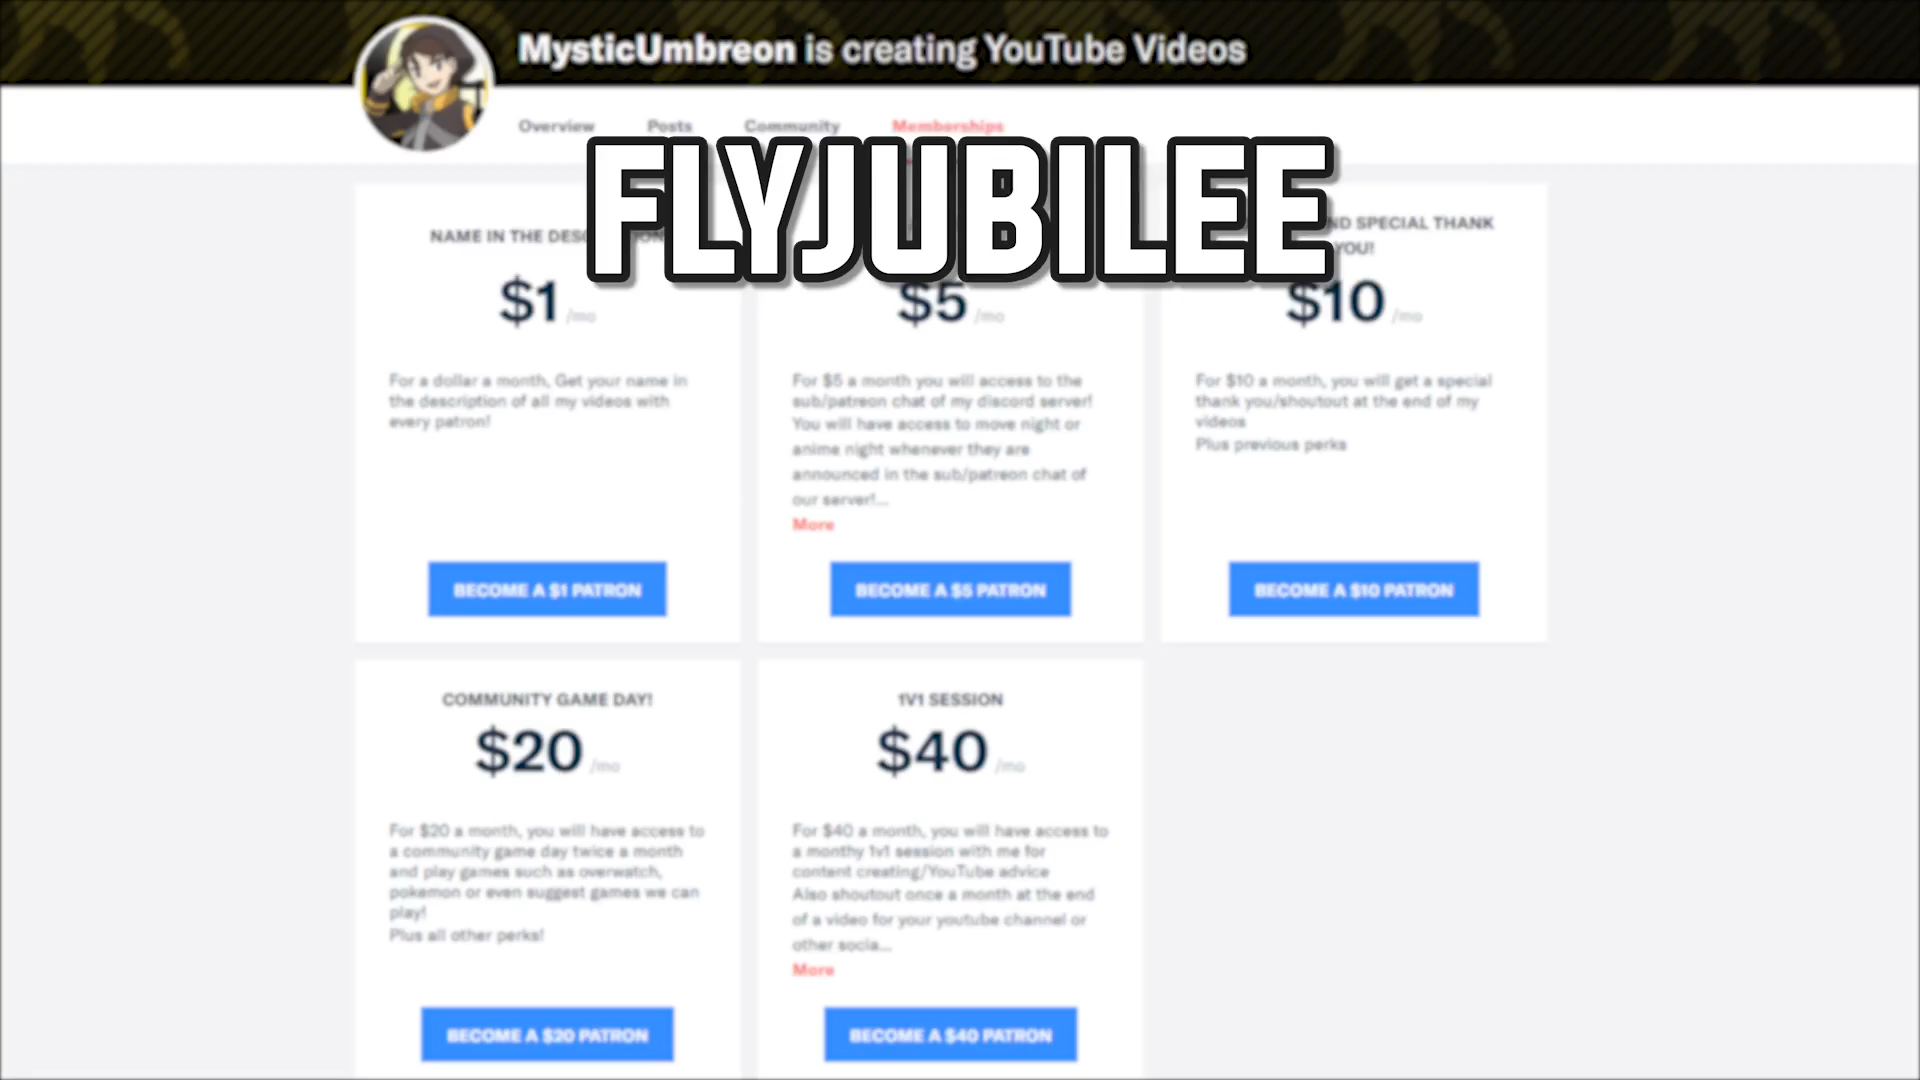 MysticUmbreon is creating YouTube Videos
Overview Posts Community Memberships
FLYJUBILEE
NAME IN THE
$1 /mo
For a dollar a month, Get your name in
the description of all my videos with
every patron!
BECOME A $1 PATRON
$5 /mo
For $5 a month you will access to the
sub/patreon chat of my discord server!
You will have access to move night or
anime night whenever they are
announced in the sub/patreon chat of
our server!...
More
BECOME A $5 PATRON
SPECIAL THANK
YOU!
$10 /mo
For $10 a month, you will get a special
thank you/shoutout at the end of my
videos
Plus previous perks
BECOME A $10 PATRON
COMMUNITY GAME DAY!
$20 /mo
For $20 a month, you will have access to
a community game day twice a month
and play games such as overwatch,
pokemon or even suggest games we can
play!
Plus all other perks!
BECOME A $20 PATRON
1V1 SESSION
$40 /mo
For $40 a month, you will have access to
a monthy 1v1 session with me for
content creating/YouTube advice
Also shoutout once a month at the end
of a video for your youtube channel or
other socia...
More
BECOME A $40 PATRON